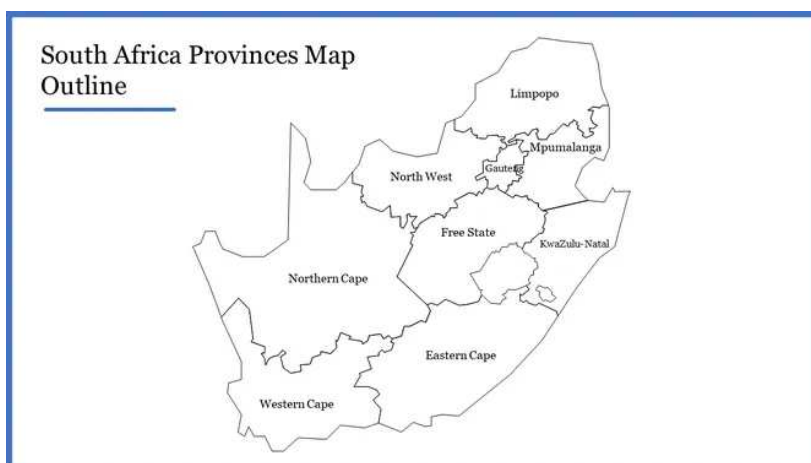 South Africa Provinces Map
Outline
Limpopo
Mpumalanga
Gauteng
North West
Free State
KwaZulu-Natal
Northern Cape
Eastern Cape
Western Cape